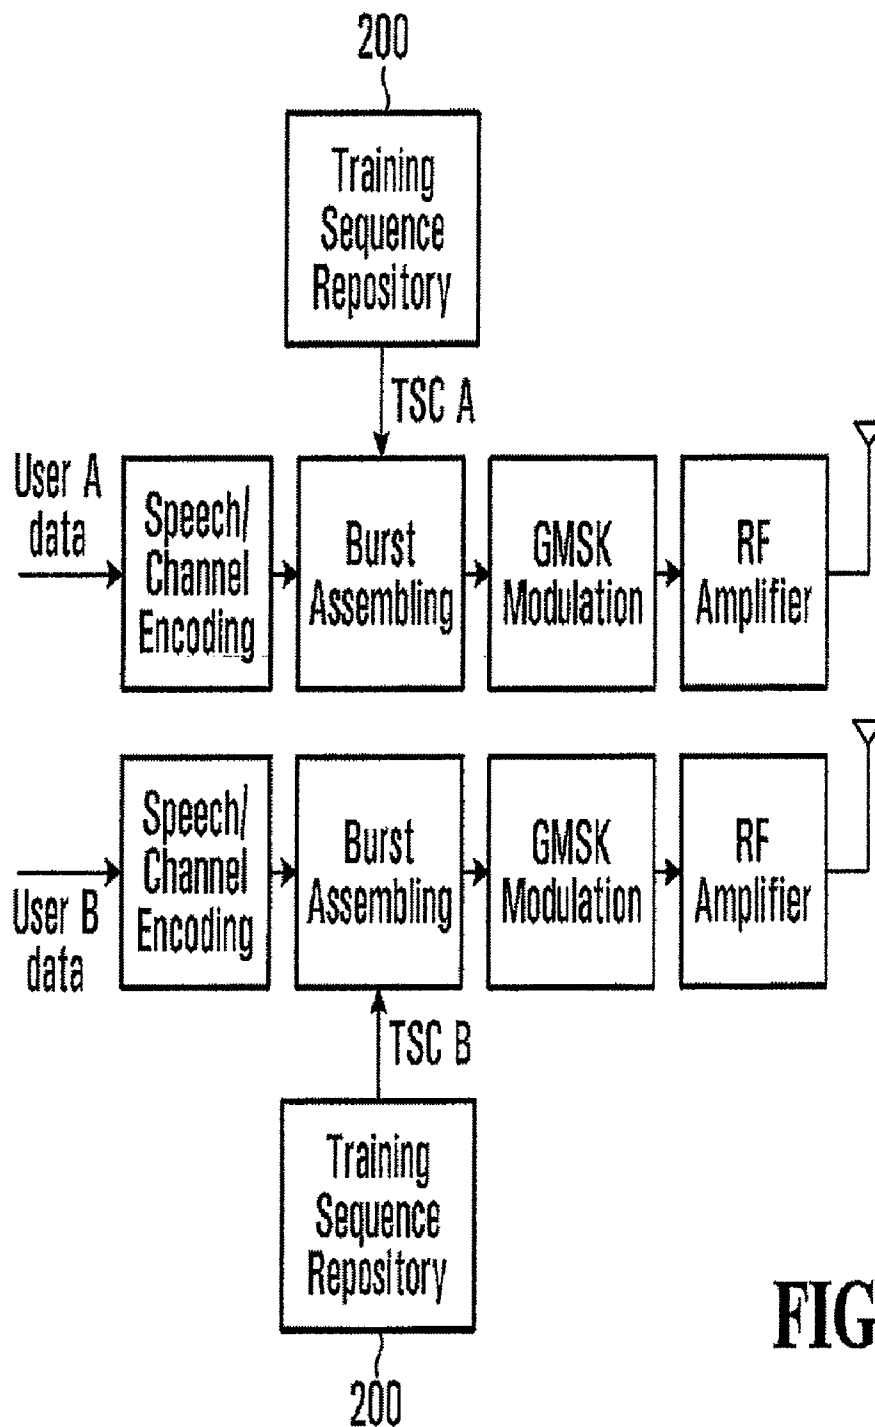 200
Training
Sequence
Repository
TSC A
User A
data
Speech/
Channel
Encoding
Burst
Assembling
GMSK
Modulation
RF
Amplifier
User B
data
Speech/
Channel
Encoding
Burst
Assembling
GMSK
Modulation
RF
Amplifier
TSC B
Training
Sequence
Repository
200
FIG